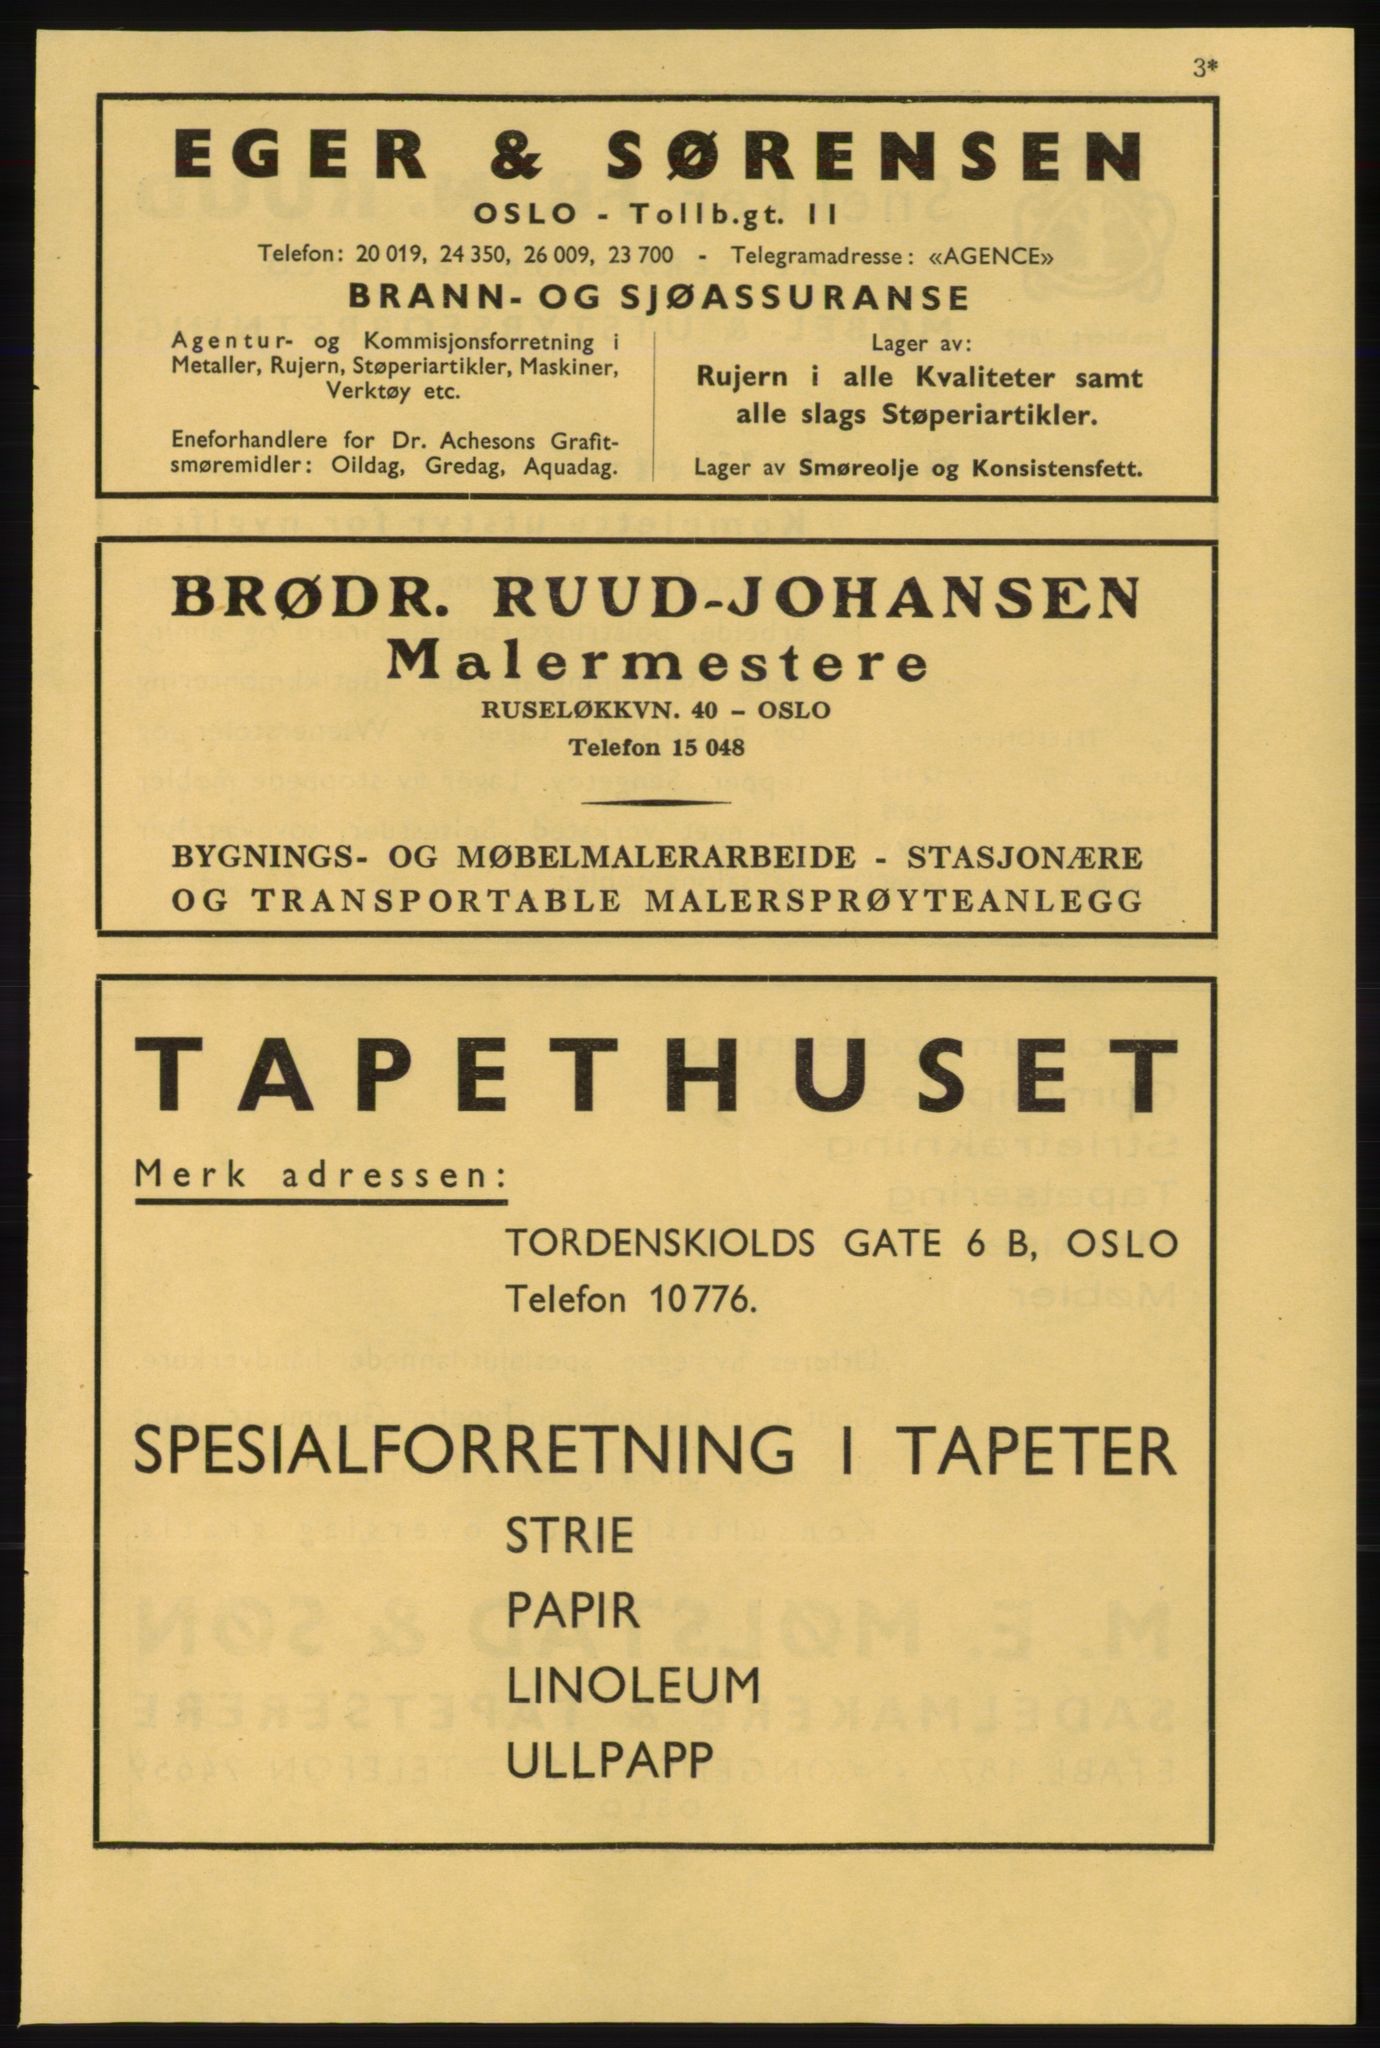 3*
EGER & SØRENSEN
OSLO - Tollb.gt. 11
Telefon: 20 019, 24 350, 26 009, 23 700 - Telegramadresse: «AGENCE»
BRANN- OG SJØASSURANSE
Agentur- og Kommisjonsforretning i
Metaller, Rujern, Støperiartikler, Maskiner,
Verktøy etc.
Eneforhandlere for Dr. Achesons Grafit-
smøremidler: Oildag, Gredag, Aquadag.
Lager av:
Rujern i alle Kvaliteter samt
alle slags Støperiartikler.
Lager av Smøreolje og Konsistensfett.
BRØDR. RUUD-JOHANSEN
Malermestere
RUSELØKKVN. 40 – OSLO
Telefon 15 048
BYGNINGS- OG MØBELMALERARBEIDE - STASJONÆRE
OG TRANSPORTABLE MALERSPRØYTEANLEGG
TAPETHUSET
Merk adressen:
TORDENSKIOLDS GATE 6 B, OSLO
Telefon 10776.
SPESIALFORRETNING I TAPETER
STRIE
PAPIR
LINOLEUM
ULLPAPP